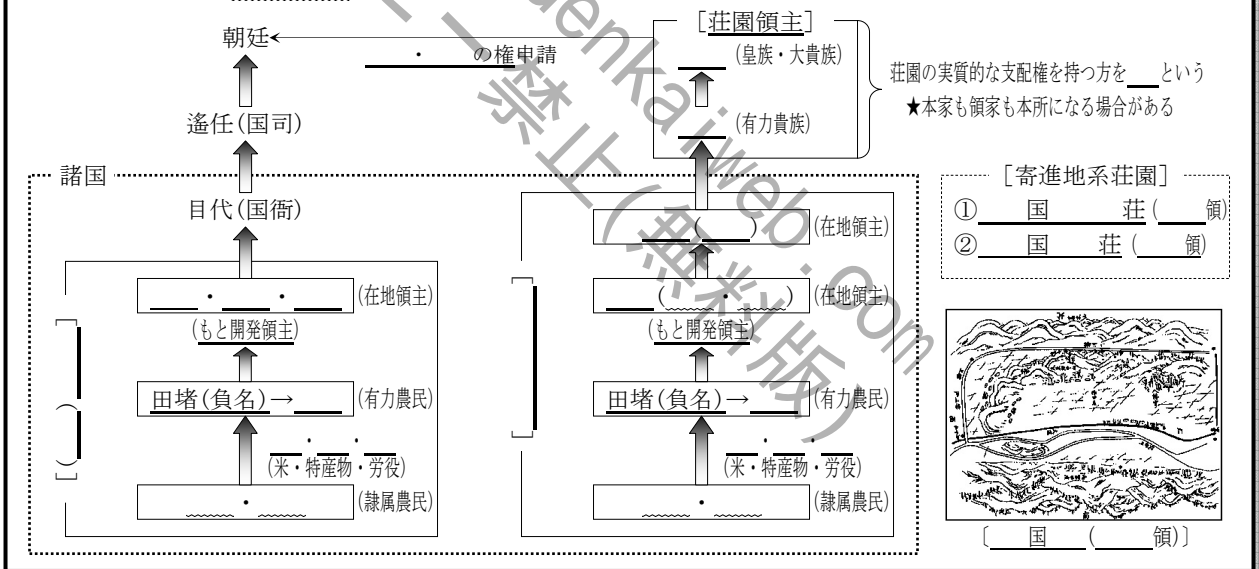 朝廷
・ の権申請
[荘園領主]
(皇族・大貴族)
(有力貴族)
荘園の実質的な支配権を持つ方を という
★本家も領家も本所になる場合がある
遙任(国司)
諸国
目代(国衙)
・ ・ (在地領主)
(もと開発領主)
田堵(負名)→ (有力農民)
・ ・
(米・特産物・労役)
・ (隷属農民)
[ ( )]
( ) (在地領主)
( ・ ) (在地領主)
(もと開発領主)
田堵(負名)→ (有力農民)
・ ・
(米・特産物・労役)
・ (隷属農民)
[ ]
[寄進地系荘園]
① 国 荘( 領)
② 国 荘( 領)
〔 国 ( 領)〕
禁止(無料版)
denkaiweb.com